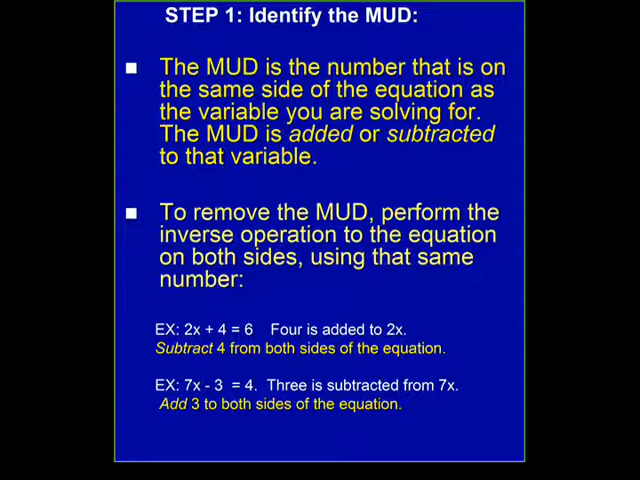 STEP 1: Identify the MUD:
The MUD is the number that is on
the same side of the equation as
the variable you are solving for.
The MUD is added or subtracted
to that variable.
To remove the MUD, perform the
inverse operation to the equation
on both sides, using that same
number:
EX: 2x + 4 = 6 Four is added to 2x.
Subtract 4 from both sides of the equation.
EX: 7x - 3 = 4. Three is subtracted from 7x.
Add 3 to both sides of the equation.